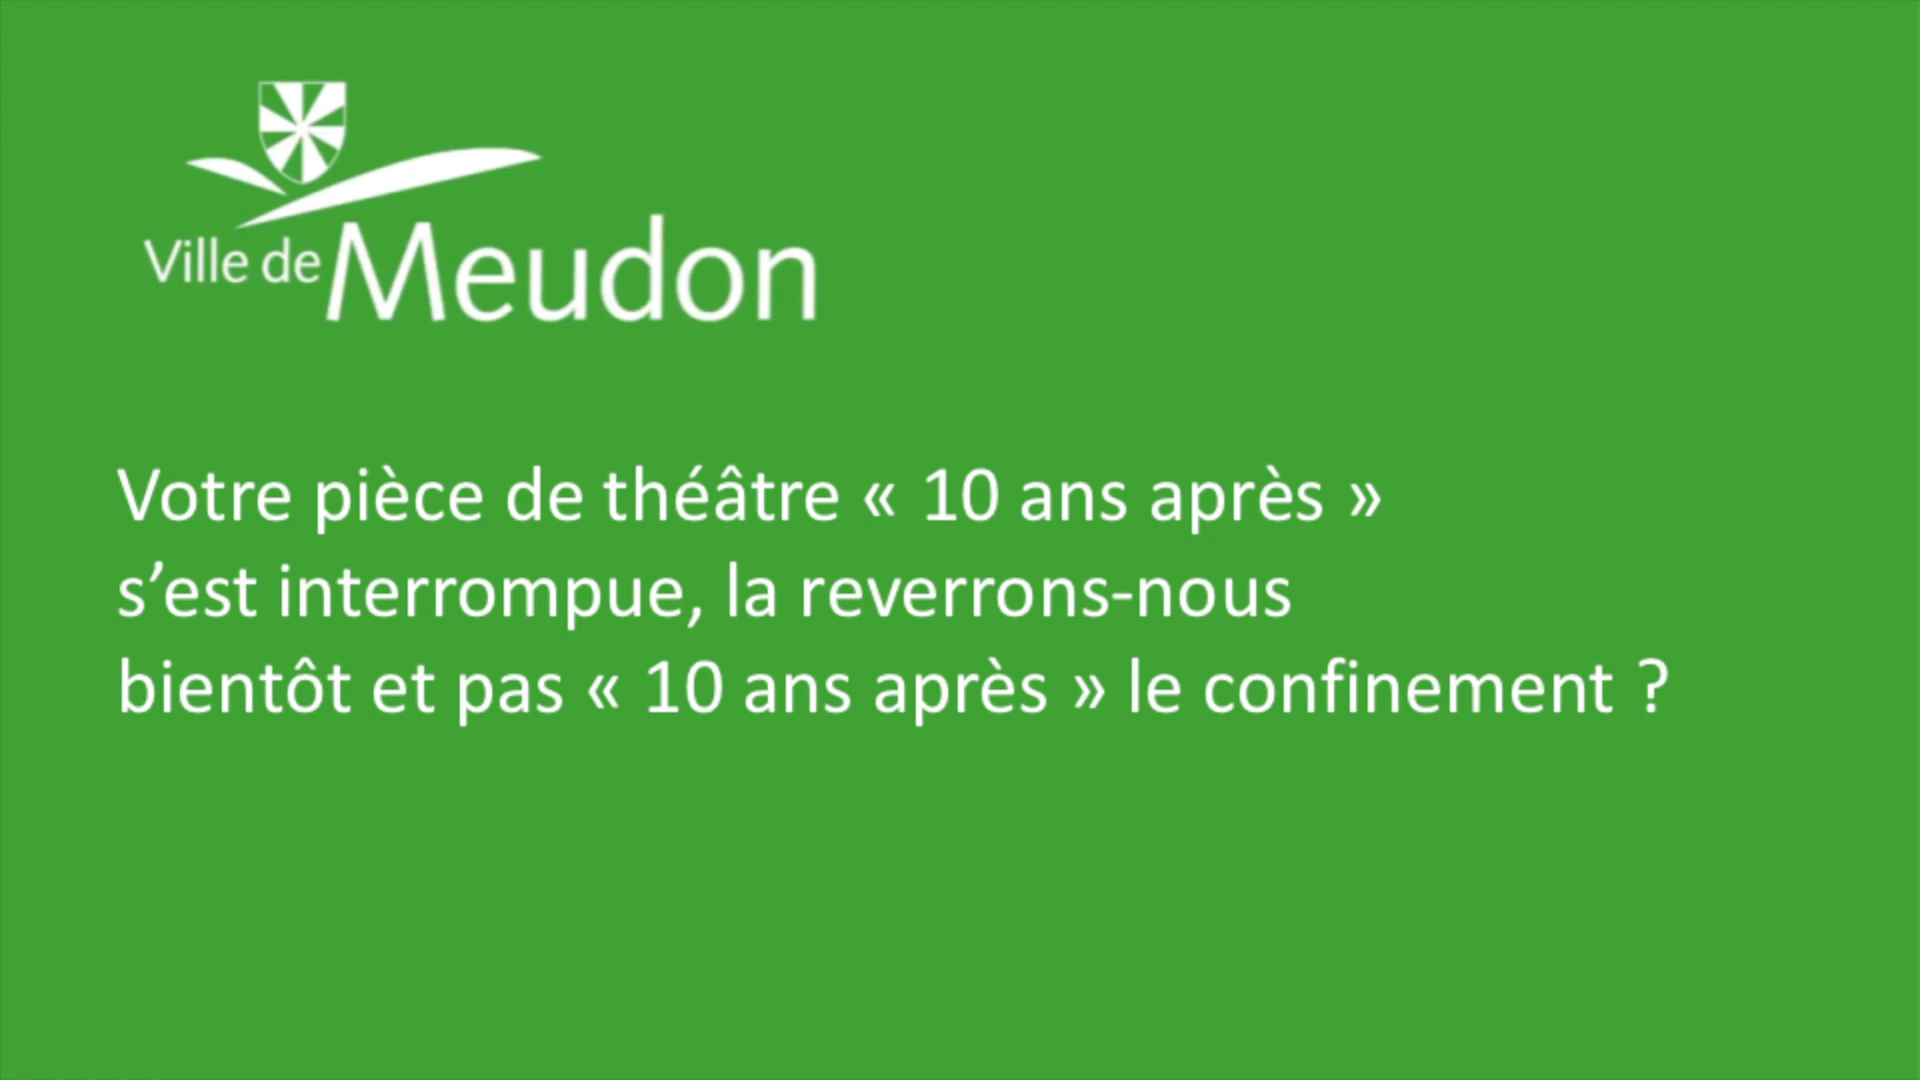 Ville de Meudon
Votre pièce de théâtre « 10 ans après »
s’est interrompue, la reverrons-nous
bientôt et pas « 10 ans après » le confinement ?